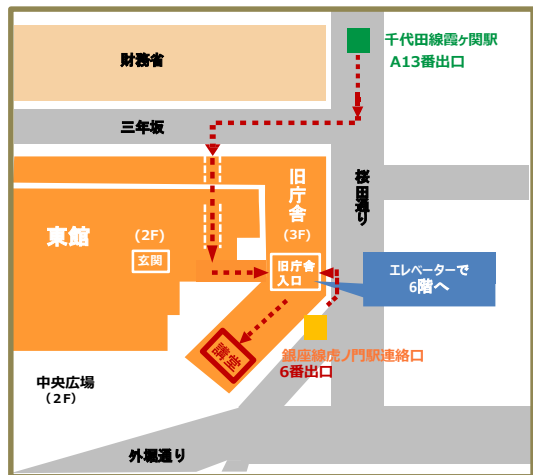 千代田線霞ヶ関駅
A13番出口
財務省
三年坂
桜田通り
旧庁舎
(3F)
東館
(2F)
玄関
旧庁舎
入口
エレベーターで
6階へ
講堂
銀座線虎ノ門駅連絡口
6番出口
中央広場
(2F)
外堀通り